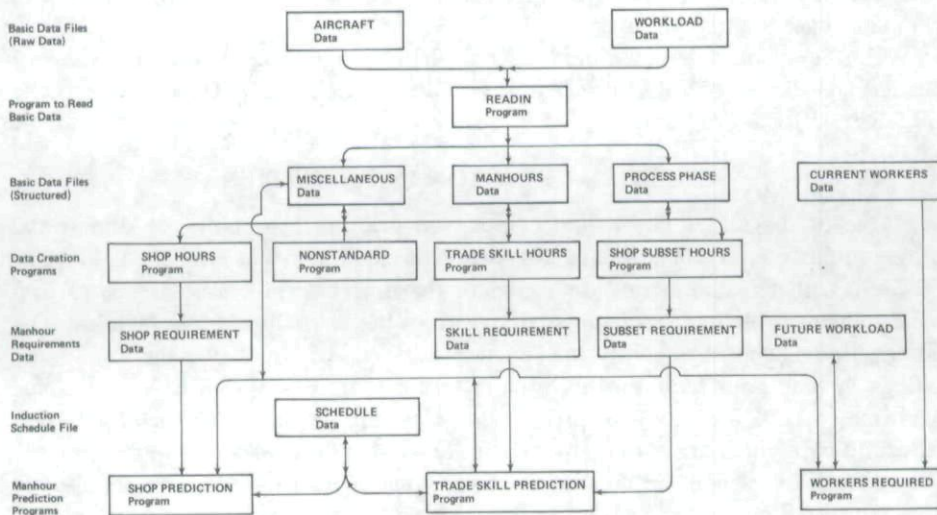 Basic Data Files
(Raw Data)
AIRCRAFT
Data
WORKLOAD
Data
Program to Read
Basic Data
READIN
Program
Basic Data Files
(Structured)
MISCELLANEOUS
Data
MANHOURS
Data
PROCESS PHASE
Data
CURRENT WORKERS
Data
Data Creation
Programs
SHOP HOURS
Program
NONSTANDARD
Program
TRADE SKILL HOURS
Program
SHOP SUBSET HOURS
Program
Manhour
Requirements
Data
SHOP REQUIREMENT
Data
SKILL REQUIREMENT
Data
SUBSET REQUIREMENT
Data
FUTURE WORKLOAD
Data
Induction
Schedule File
SCHEDULE
Data
Manhour
Prediction
Programs
SHOP PREDICTION
Program
TRADE SKILL PREDICTION
Program
WORKERS REQUIRED
Program